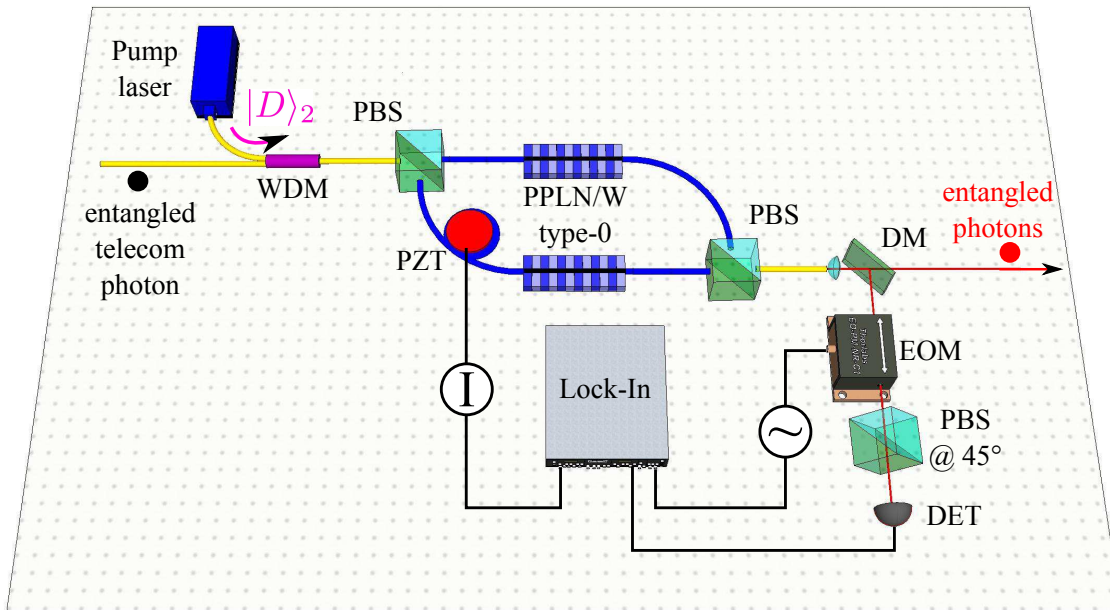 Pump
laser
|D⟩₂
PBS
WDM
entangled
telecom
photon
PPLN/W
type-0
PZT
PBS
DM
entangled
photons
EOM
I
Lock-In
~
PBS
@ 45°
DET